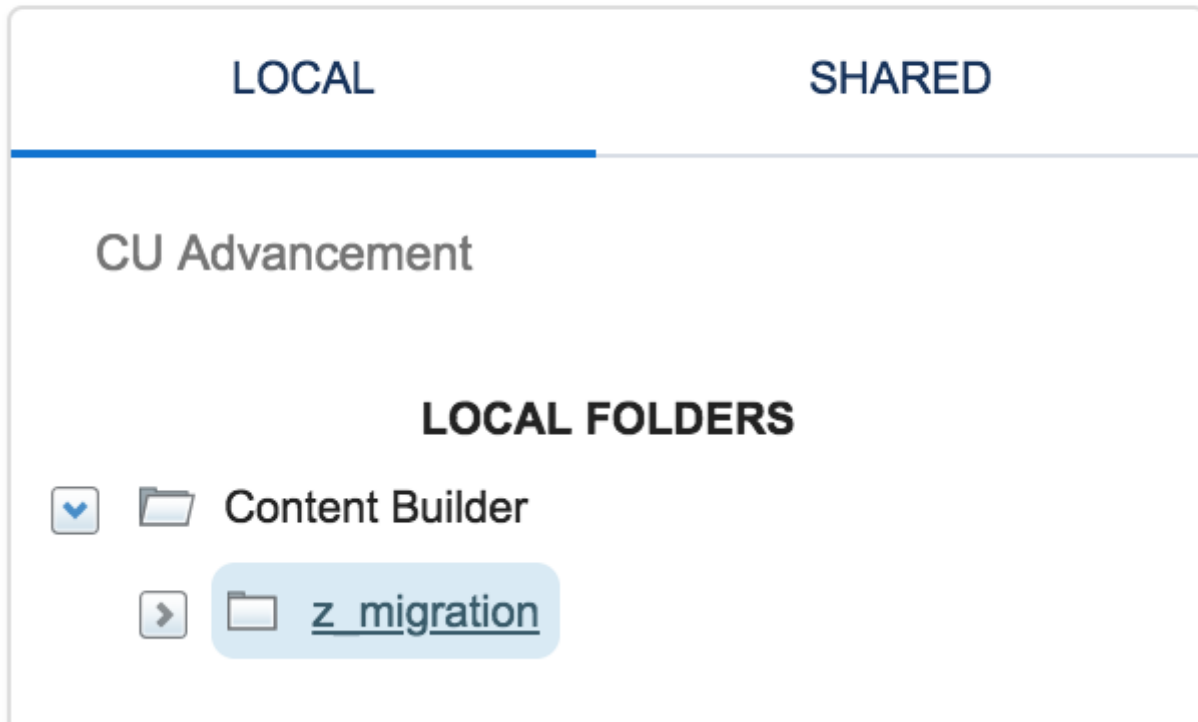 LOCAL SHARED
CU Advancement
LOCAL FOLDERS
Content Builder
z_migration